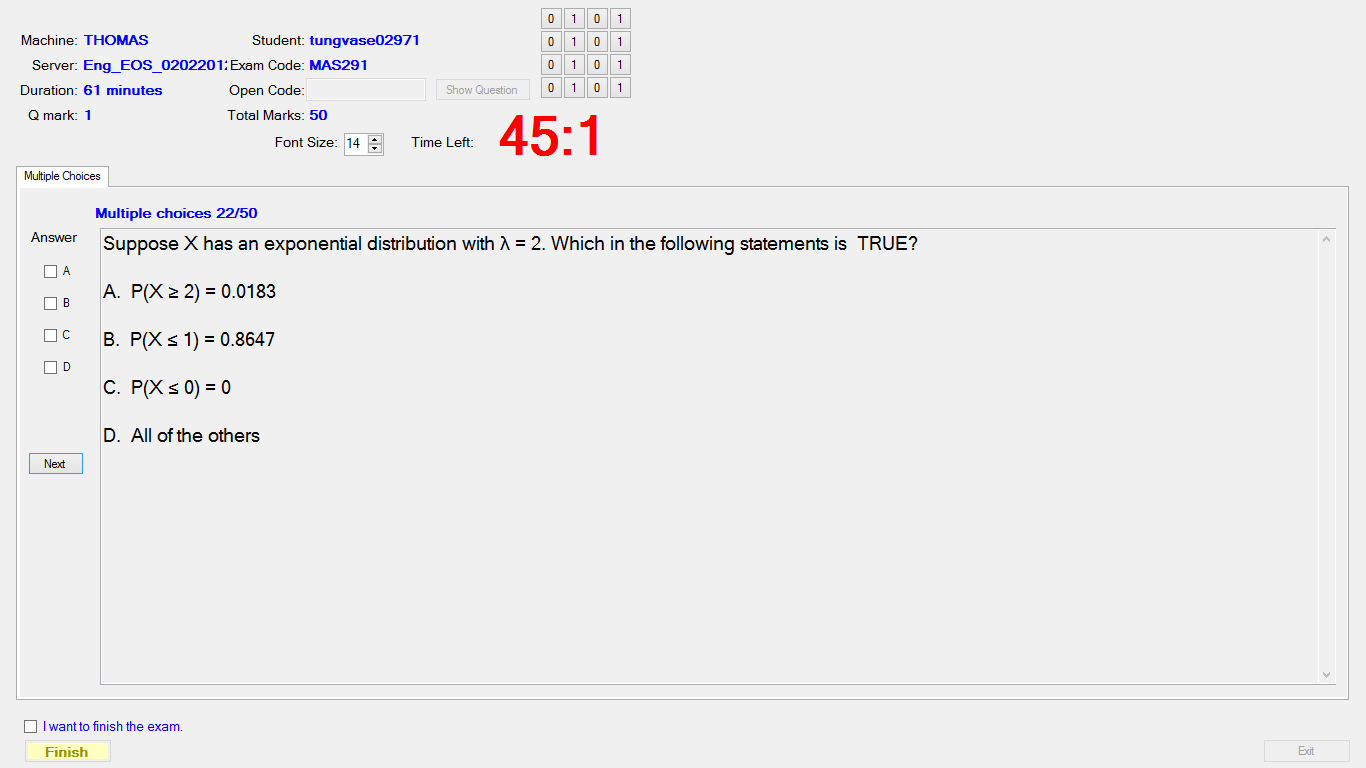 Machine: THOMAS Student: tungvase02971
Server: Eng_EOS_0202201 Exam Code: MAS291
Duration: 61 minutes Open Code: Show Question
Q mark: 1 Total Marks: 50
0 1 0 1
0 1 0 1
0 1 0 1
0 1 0 1
Font Size: 14 Time Left: 45:1
Multiple Choices
Multiple choices 22/50
Answer
A
B
C
D
Next
Suppose X has an exponential distribution with λ = 2. Which in the following statements is TRUE?
A. P(X ≥ 2) = 0.0183
B. P(X ≤ 1) = 0.8647
C. P(X ≤ 0) = 0
D. All of the others
I want to finish the exam.
Finish
Exit